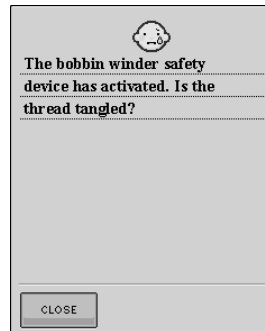 The bobbin winder safety
device has activated. Is the
thread tangled?
CLOSE